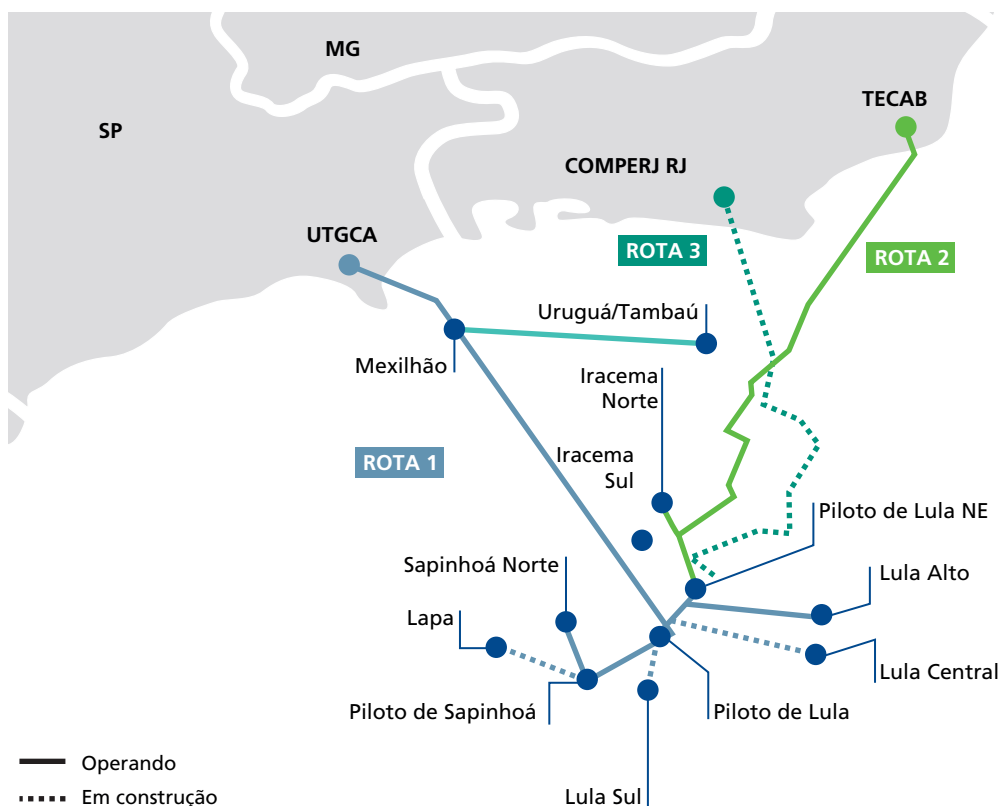 MG
SP
TECAB
COMPERJ RJ
UTGCA
ROTA 3
ROTA 2
Uruguá/Tambaú
Mexilhão
Iracema
Norte
ROTA 1
Iracema
Sul
Piloto de Lula NE
Sapinhoá Norte
Lula Alto
Lapa
Lula Central
Piloto de Sapinhoá
Piloto de Lula
Operando
Em construção
Lula Sul